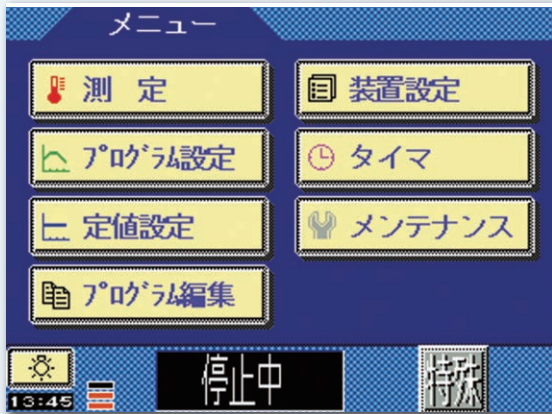 メニュー
測 定
プログラム設定
定値設定
プログラム編集
装置設定
タイマ
メンテナンス
13:45
停止中
特殊